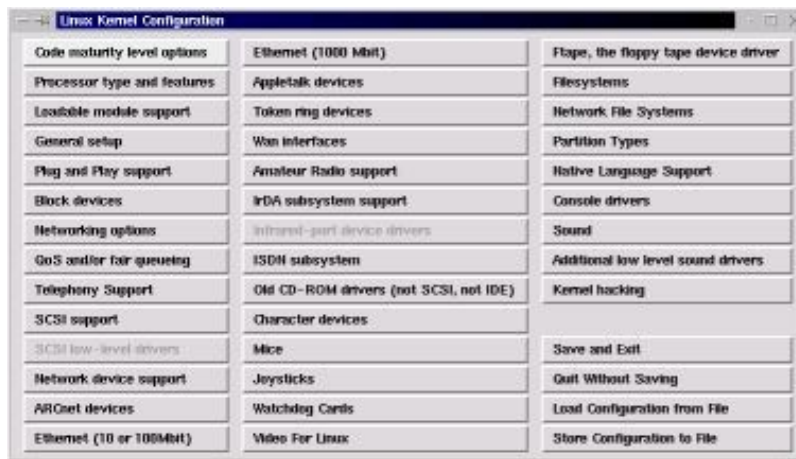 Linux Kernel Configuration
Code maturity level options
Processor type and features
Loadable module support
General setup
Plug and Play support
Block devices
Networking options
QoS and/or fair queueing
Telephony Support
SCSI support
SCSI low-level drivers
Network device support
ARCnet devices
Ethernet (10 or 100Mbit)
Ethernet (1000 Mbit)
Appletalk devices
Token ring devices
Wan interfaces
Amateur Radio support
IrDA subsystem support
Infrared-port device drivers
ISDN subsystem
Old CD-ROM drivers (not SCSI, not IDE)
Character devices
Mice
Joysticks
Watchdog Cards
Video For Linux
Ftape, the floppy tape device driver
Filesystems
Network File Systems
Partition Types
Native Language Support
Console drivers
Sound
Additional low level sound drivers
Kernel hacking
Save and Exit
Quit Without Saving
Load Configuration from File
Store Configuration to File